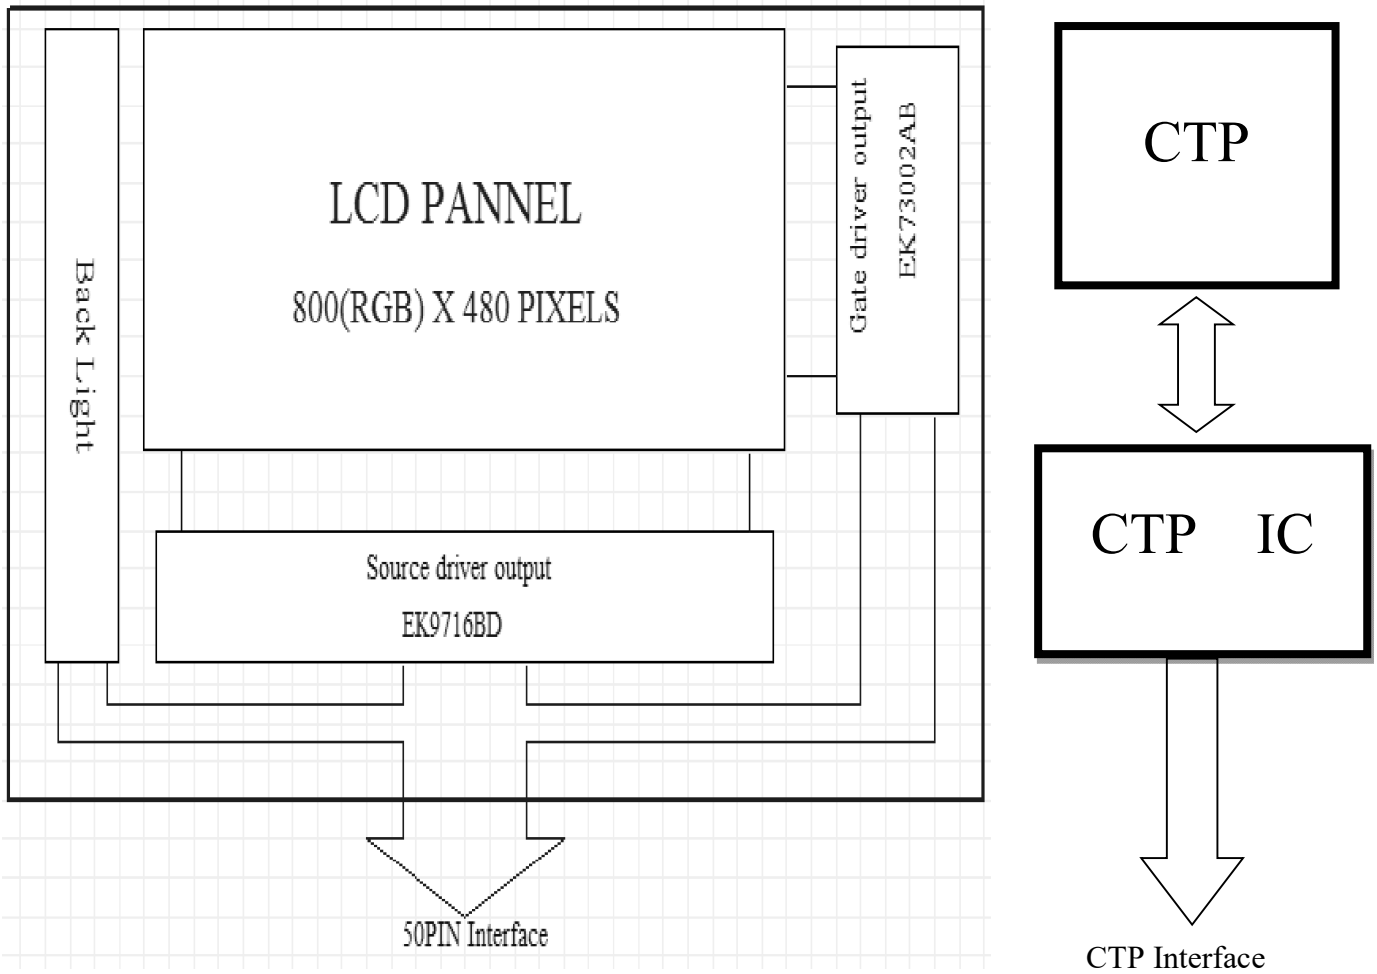 LCD PANNEL
800(RGB) X 480 PIXELS
Back Light
Gate driver output
EK73002AB
Source driver output
EK9716BD
50PIN Interface
CTP
CTP IC
CTP Interface